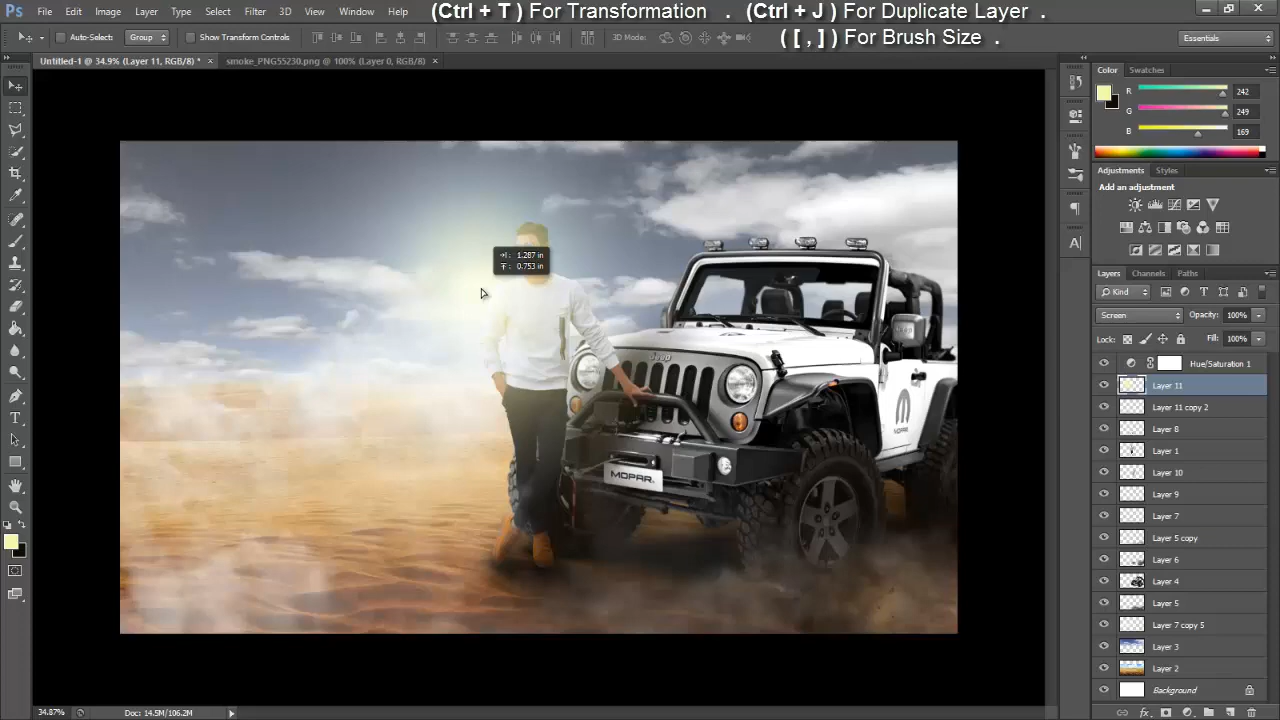 Ps File Edit Image Layer Type Select Filter 3D View Window Help (Ctrl + T ) For Transformation . (Ctrl + J ) For Duplicate Layer .
( [ , ] ) For Brush Size .
Auto-Select: Group Show Transform Controls 3D Mode: Essentials
Untitled-1 @ 34.9% (Layer 11, RGB/8) * × smoke_PNG55230.png @ 100% (Layer 0, RGB/8) ×
Color Swatches
R 242
G 249
B 169
Adjustments Styles
Add an adjustment
Layers Channels Paths
Kind
Screen Opacity: 100%
Lock: Fill: 100%
Hue/Saturation 1
Layer 11
Layer 11 copy 2
Layer 8
Layer 1
Layer 10
Layer 9
Layer 7
Layer 5 copy
Layer 6
Layer 4
Layer 5
Layer 7 copy 5
Layer 3
Layer 2
Background
1.287 in
0.753 in
Jeep
MOPAR
MOPAR
34.87% Doc: 14.5M/106.2M